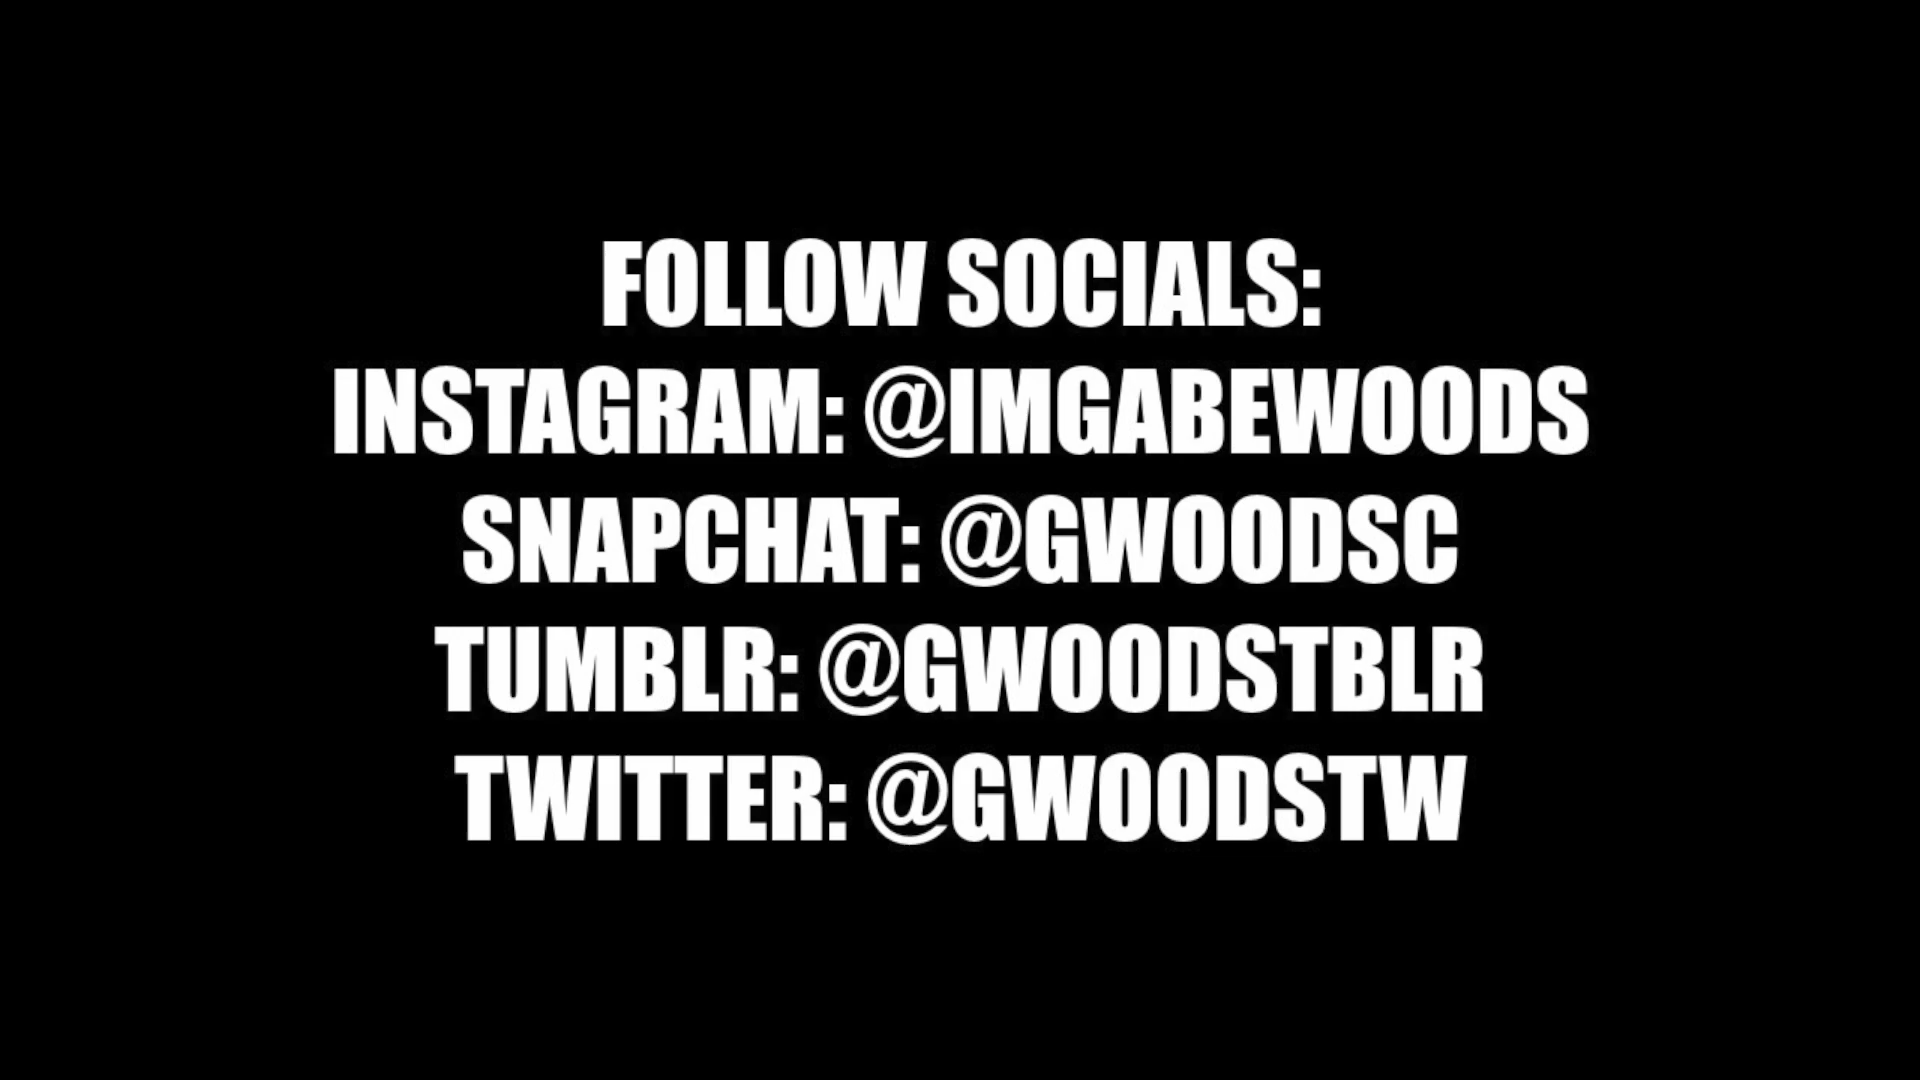 FOLLOW SOCIALS:
INSTAGRAM: @IMGABEWOODS
SNAPCHAT: @GWOODSC
TUMBLR: @GWOODSTBLR
TWITTER: @GWOODSTW